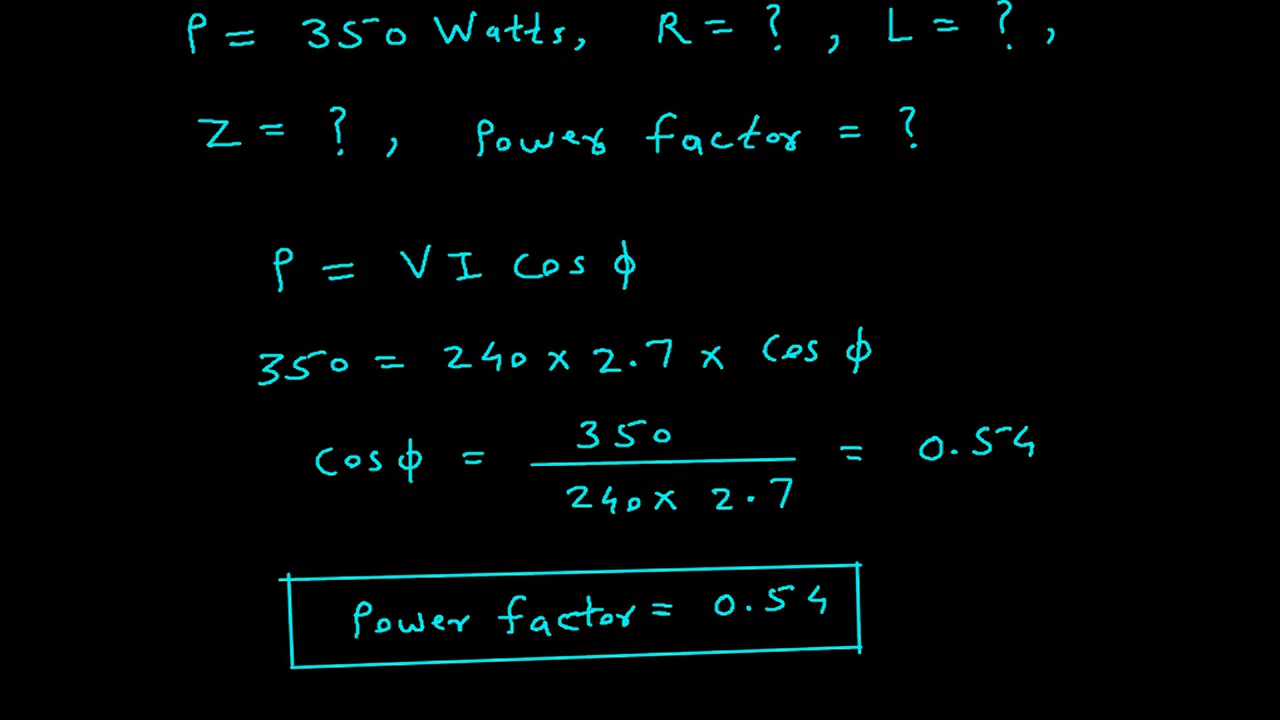 P = 350 Watts, R = ? , L = ? ,
Z = ? , Power factor = ?
P = V I Cos ϕ
350 = 240 x 2.7 x Cos ϕ
Cos ϕ = 350 / 240 x 2.7 = 0.54
Power factor = 0.54